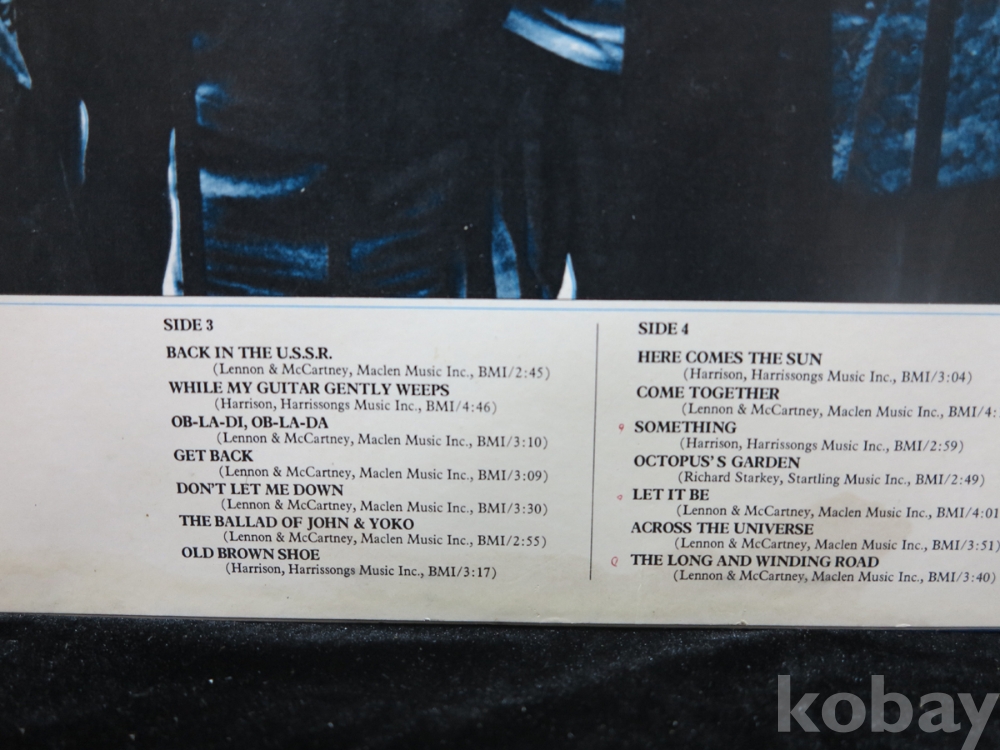 SIDE 3
BACK IN THE U.S.S.R.
(Lennon & McCartney, Maclen Music Inc., BMI/2:45)
WHILE MY GUITAR GENTLY WEEPS
(Harrison, Harrissongs Music Inc., BMI/4:46)
OB-LA-DI, OB-LA-DA
(Lennon & McCartney, Maclen Music Inc., BMI/3:10)
GET BACK
(Lennon & McCartney, Maclen Music Inc., BMI/3:09)
DON'T LET ME DOWN
(Lennon & McCartney, Maclen Music Inc., BMI/3:30)
THE BALLAD OF JOHN & YOKO
(Lennon & McCartney, Maclen Music Inc., BMI/2:55)
OLD BROWN SHOE
(Harrison, Harrissongs Music Inc., BMI/3:17)
SIDE 4
HERE COMES THE SUN
(Harrison, Harrissongs Music Inc., BMI/3:04)
COME TOGETHER
(Lennon & McCartney, Maclen Music Inc., BMI/4:
SOMETHING
(Harrison, Harrissongs Music Inc., BMI/2:59)
OCTOPUS'S GARDEN
(Richard Starkey, Startling Music Inc., BMI/2:49)
LET IT BE
(Lennon & McCartney, Maclen Music Inc., BMI/4:01
ACROSS THE UNIVERSE
(Lennon & McCartney, Maclen Music Inc., BMI/3:51)
THE LONG AND WINDING ROAD
(Lennon & McCartney, Maclen Music Inc., BMI/3:40)
kobay